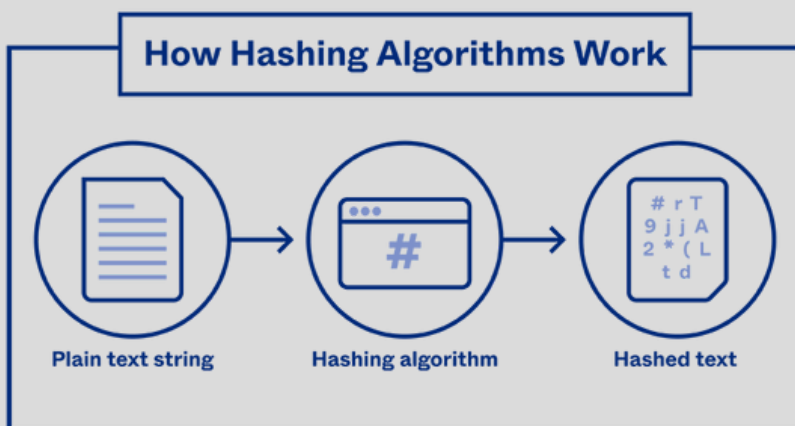 How Hashing Algorithms Work
#
# r T
9 j j A
2 * ( L
t d
Plain text string
Hashing algorithm
Hashed text